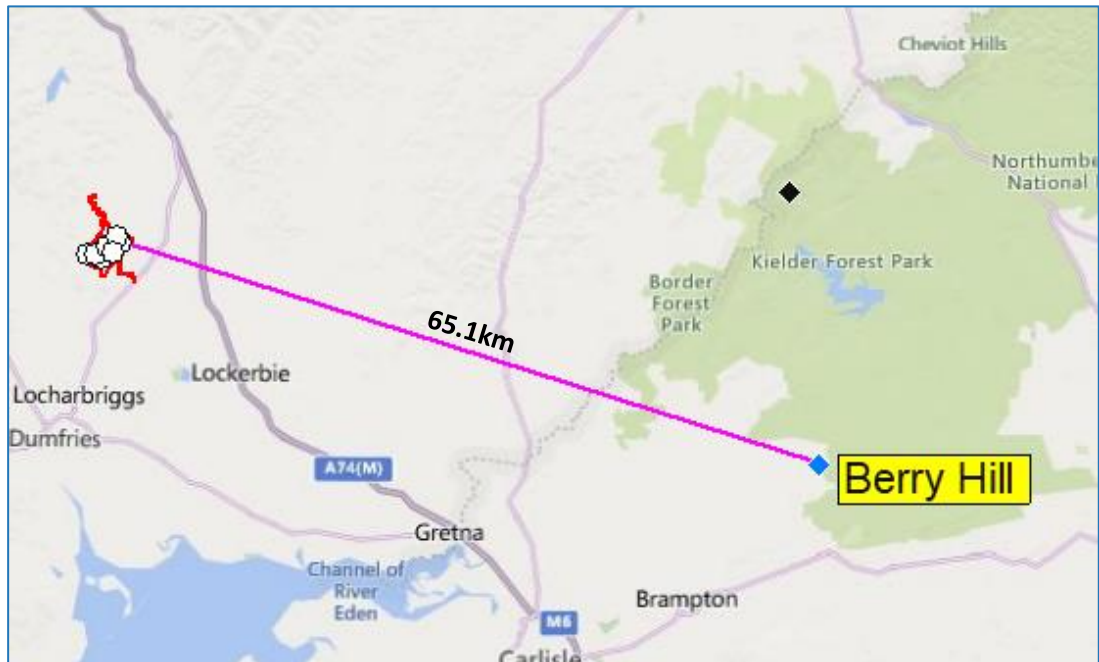 Cheviot Hills
Northumbe
National
Kielder Forest Park
Border
Forest
Park
65.1km
Lockerbie
Locharbriggs
Dumfries
A74(M)
Berry Hill
Gretna
Channel of
River
Eden
Brampton
M6
Carlisle